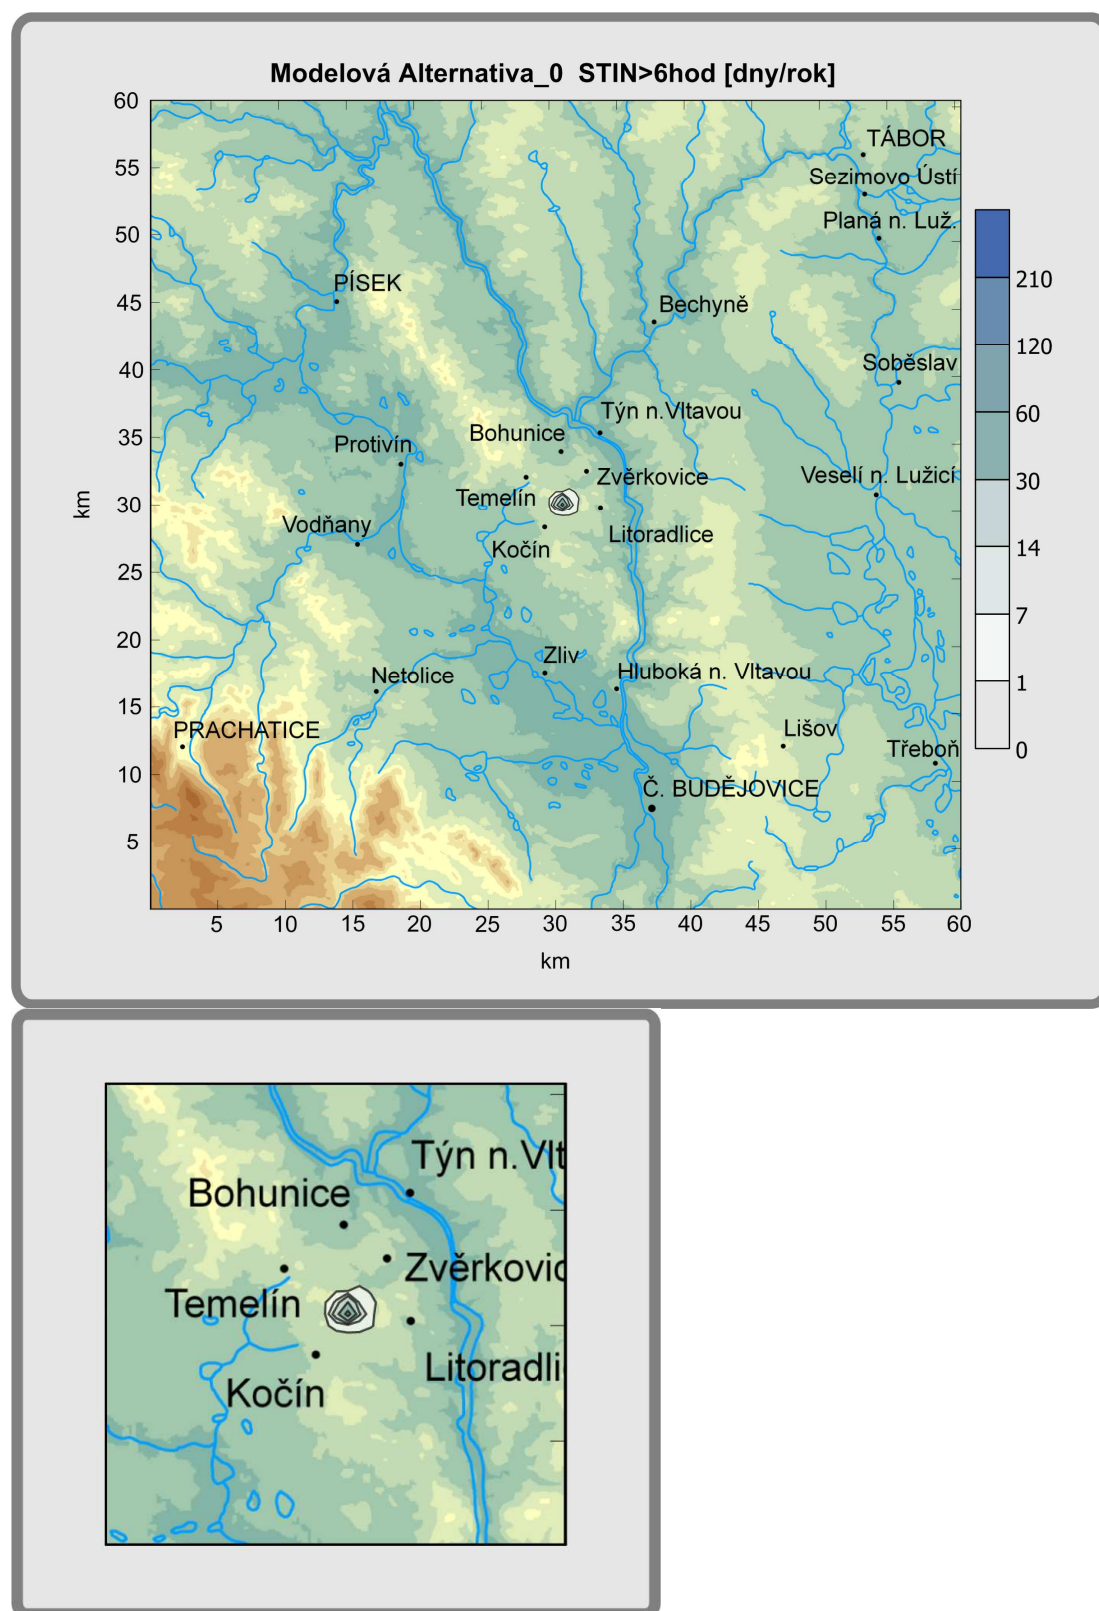 Modelová Alternativa_0 STIN>6hod [dny/rok]
60
TÁBOR
55
Sezimovo Ústí
Planá n. Luž.
50
PÍSEK
210
45
Bechyně
120
40
Soběslav
60
Týn n.Vltavou
35
Bohunice
Protivín
30
Zvěrkovice
Veselí n. Lužicí
km
30
Temelín
Vodňany
Litoradlice
14
Kočín
25
7
20
Zliv
Hluboká n. Vltavou
Netolice
1
15
PRACHATICE
Lišov
Třeboň
0
10
Č. BUDĚJOVICE
5
5 10 15 20 25 30 35 40 45 50 55 60
km
Týn n.Vlt
Bohunice
Zvěrkovic
Temelín
Litoradli
Kočín